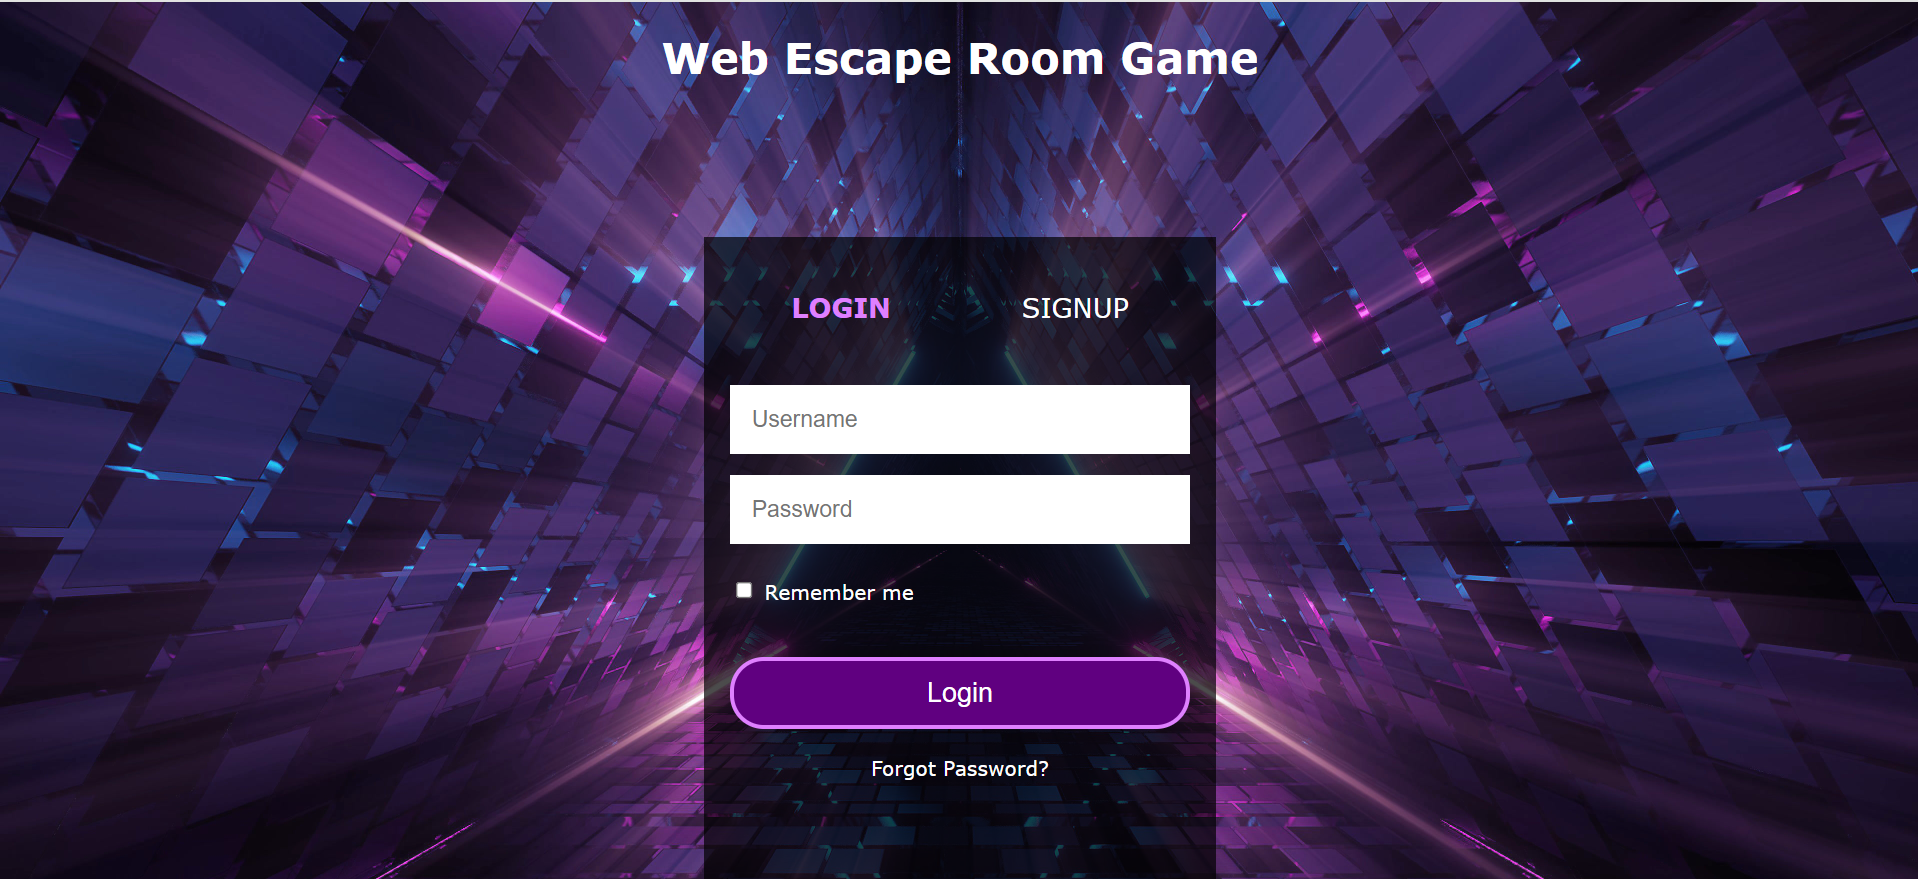 Web Escape Room Game
LOGIN SIGNUP
Username
Password
Remember me
Login
Forgot Password?